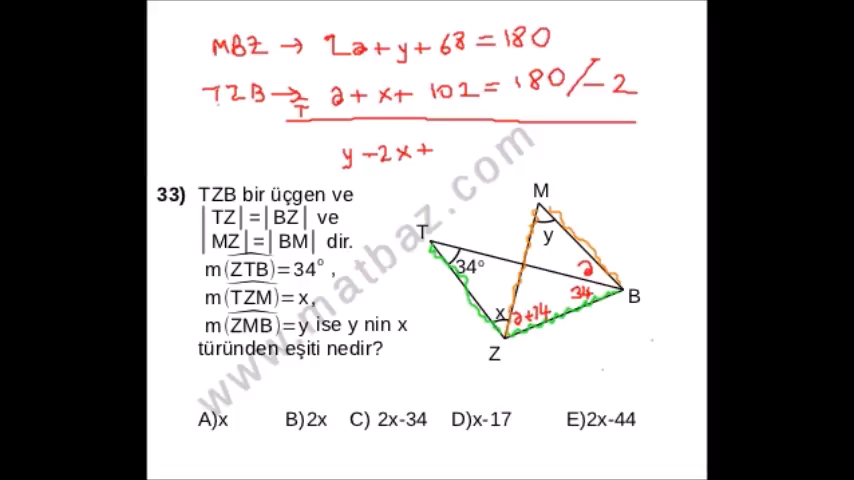 MBZ → 2a + y + 68 = 180
TZB → a + x + 102 = 180 / -2
T
y - 2x +
33) TZB bir üçgen ve
|TZ|=|BZ| ve
|MZ|=|BM| dir.
m(ZTB)=34°,
m(TZM)=x,
m(ZMB)=y ise y nin x
türünden eşiti nedir?
M
y
T
34°
a
34
B
x
a+34
Z
A)x B)2x C) 2x-34 D)x-17 E)2x-44
www.matbaz.com